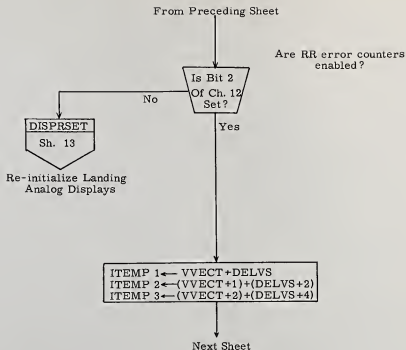 From Preceding Sheet
Are RR error counters
enabled?
Is Bit 2
Of Ch. 12
Set?
No
Yes
DISPRSET
Sh. 13
Re-initialize Landing
Analog Displays
ITEMP 1← VVECT+DELVS
ITEMP 2←(VVECT+1)+(DELVS+2)
ITEMP 3←(VVECT+2)+(DELVS+4)
Next Sheet